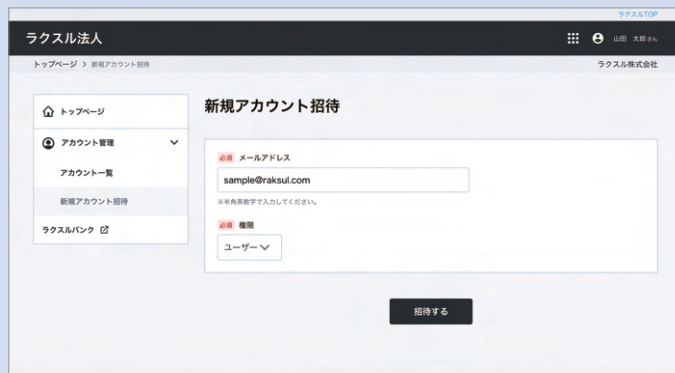 ラクスルTOP
ラクスル法人
山田 太郎さん
トップページ > 新規アカウント招待
ラクスル株式会社
トップページ
アカウント管理
アカウント一覧
新規アカウント招待
ラクスルバンク
新規アカウント招待
必須 メールアドレス
sample@raksul.com
※半角英数字で入力してください。
必須 権限
ユーザー
招待する